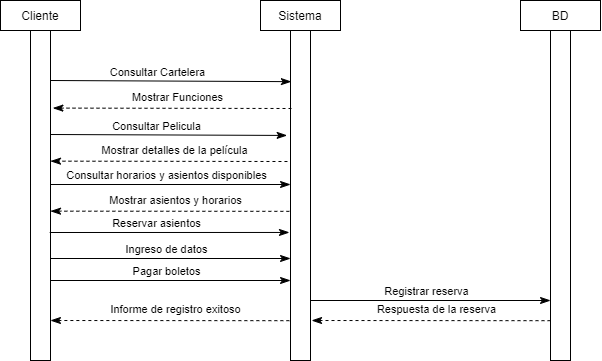 Cliente
Sistema
BD
Consultar Cartelera
Mostrar Funciones
Consultar Pelicula
Mostrar detalles de la película
Consultar horarios y asientos disponibles
Mostrar asientos y horarios
Reservar asientos
Ingreso de datos
Pagar boletos
Registrar reserva
Informe de registro exitoso
Respuesta de la reserva